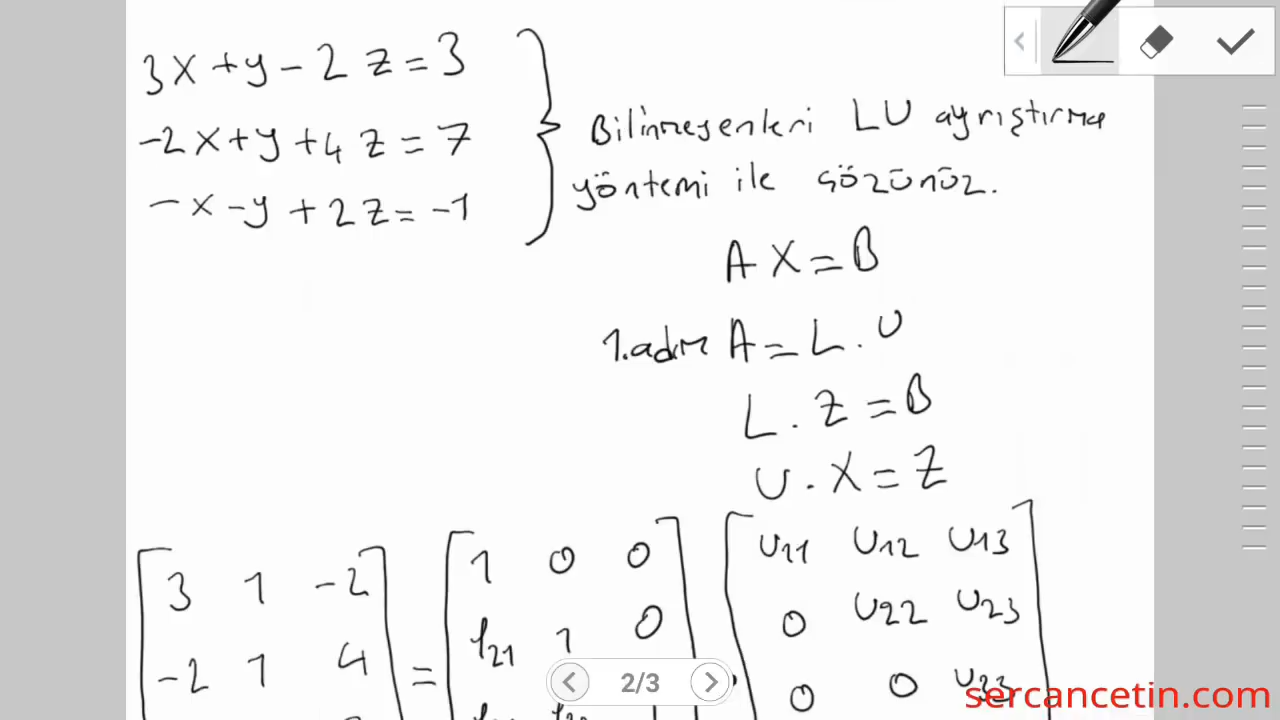 3x+y-2z=3
-2x+y+4z=7
-x-y+2z=-1
Bilinmeyenleri LU ayrıştırma
yöntemi ile çözünüz.
AX=B
1.adım A=L.U
L.Z=B
U.X=Z
3 1 -2
-2 1 4
=
1 0 0
l21 1 0
u11 u12 u13
0 u22 u23
0 0 u33
2/3
sercancetin.com